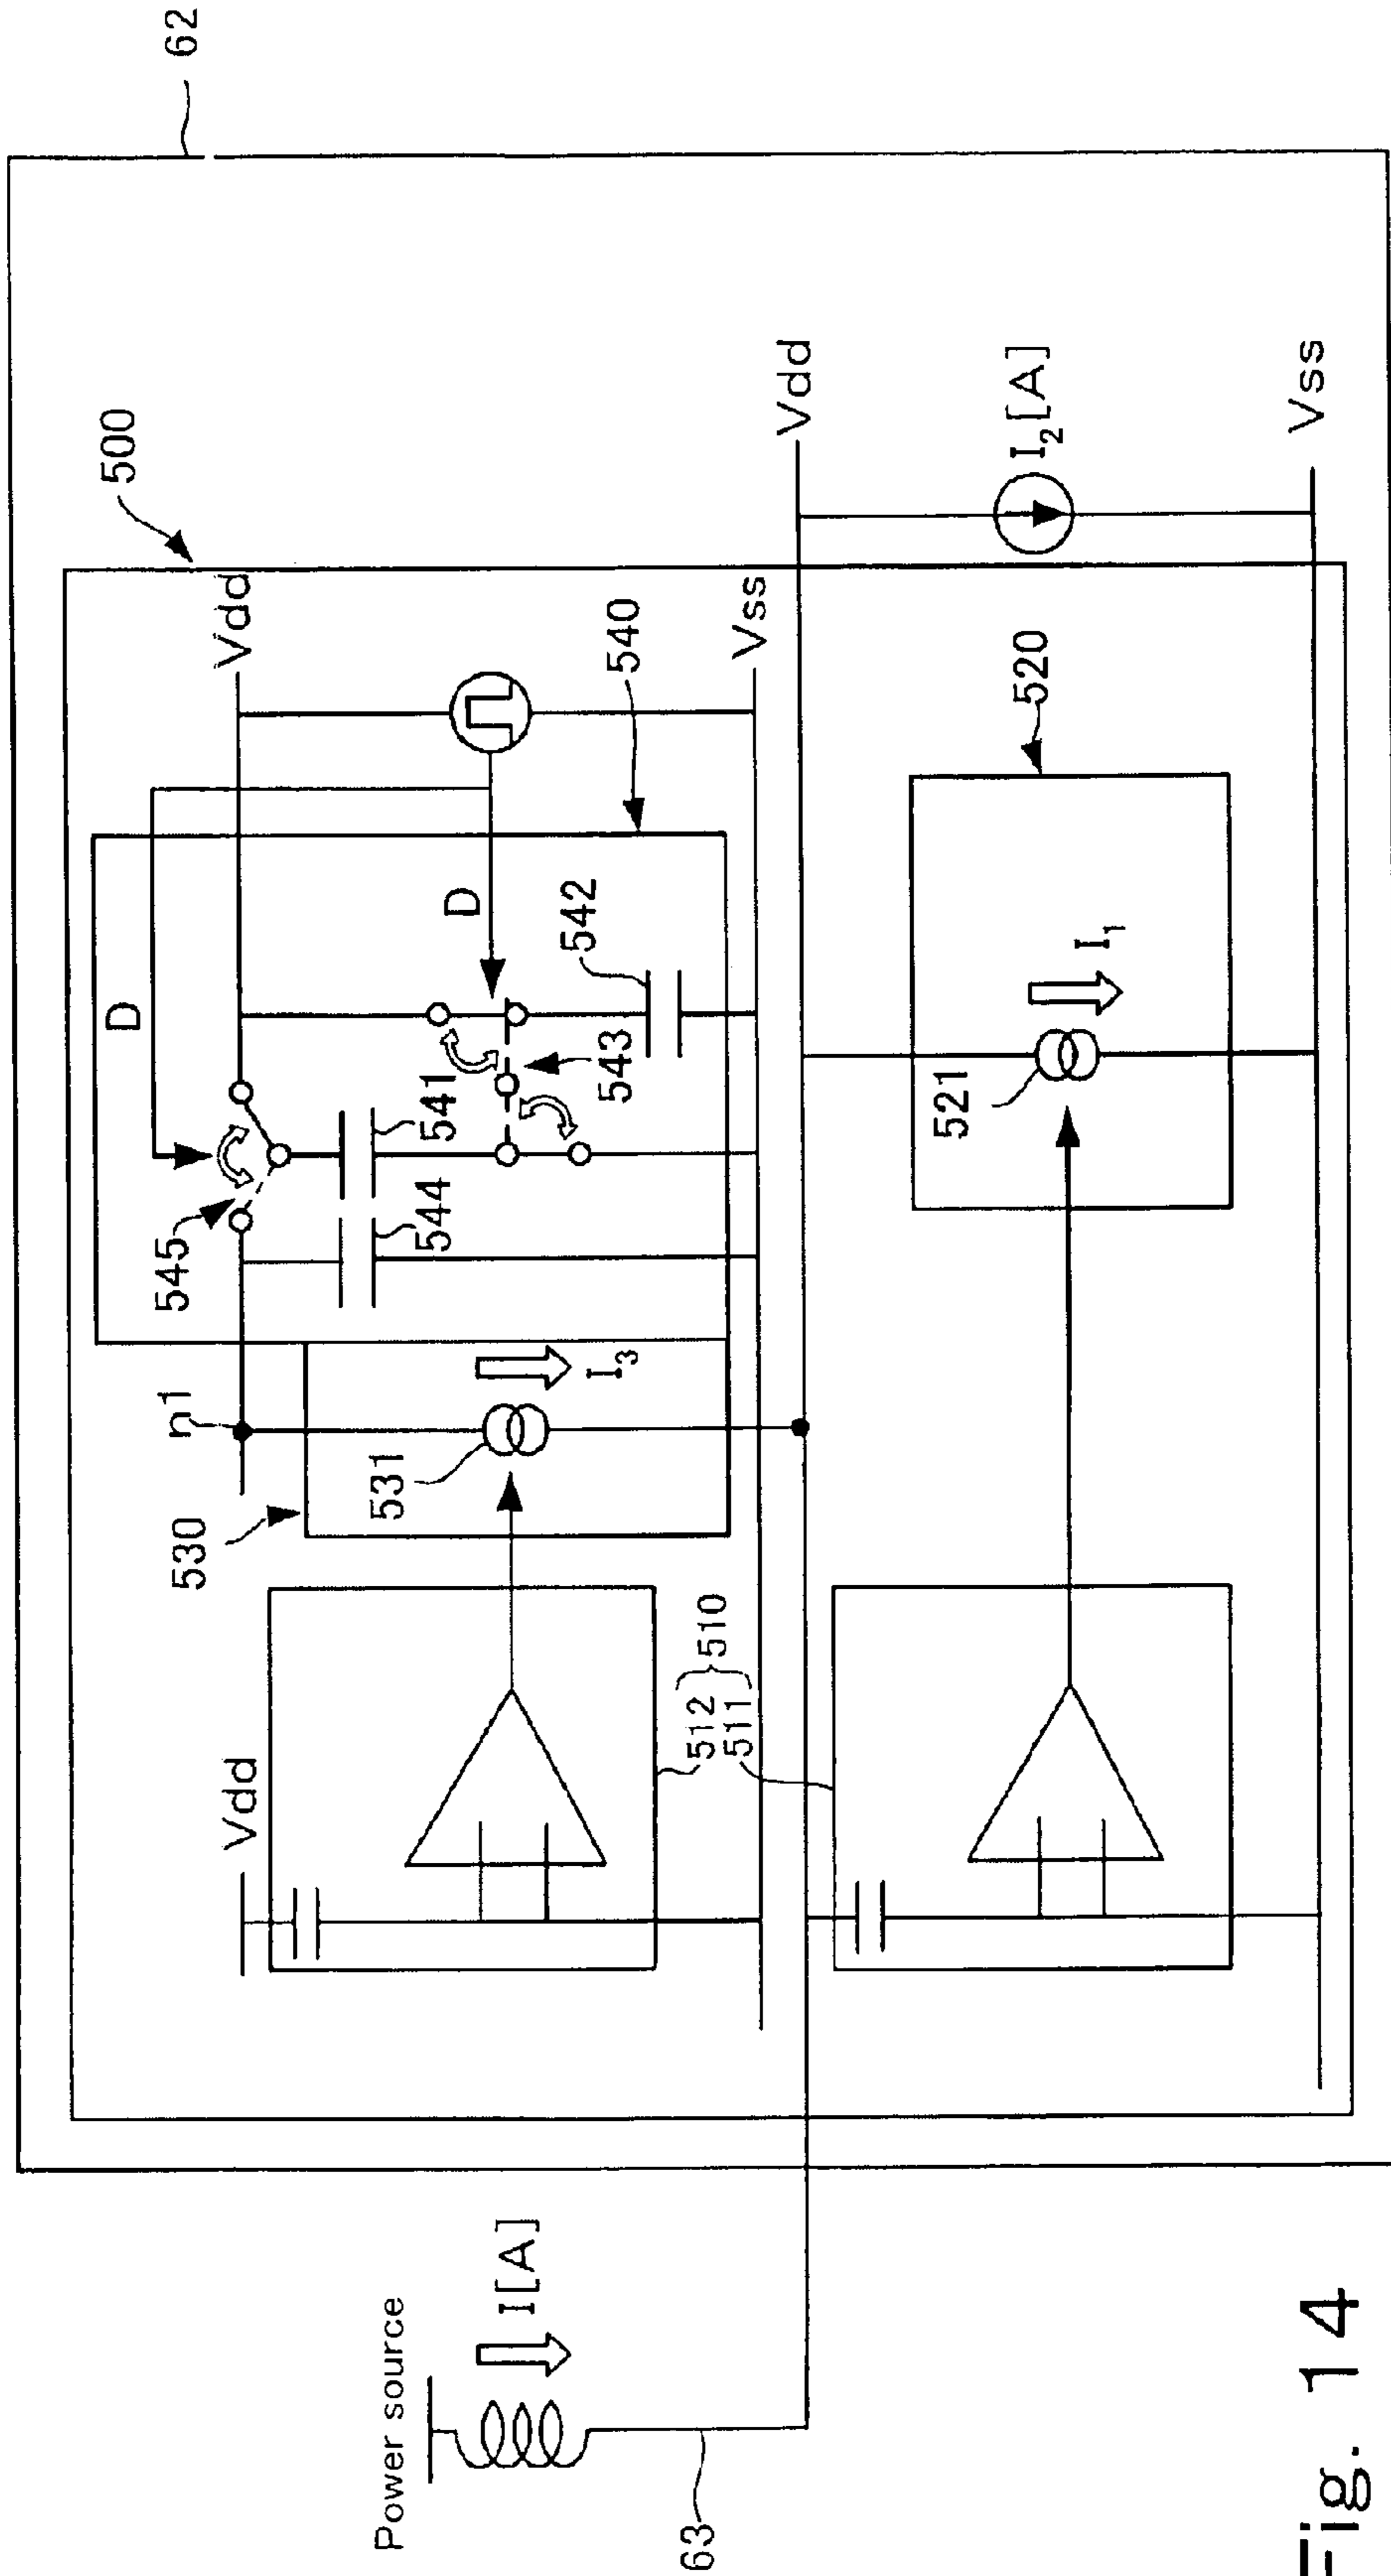 62
500
Vdd
Vdd
n1
545
D
D
530
531
I3
544
541
543
542
540
Vss
512
511
510
Power source
I[A]
63
Vdd
520
521
I1
I2[A]
Vss
Fig. 14